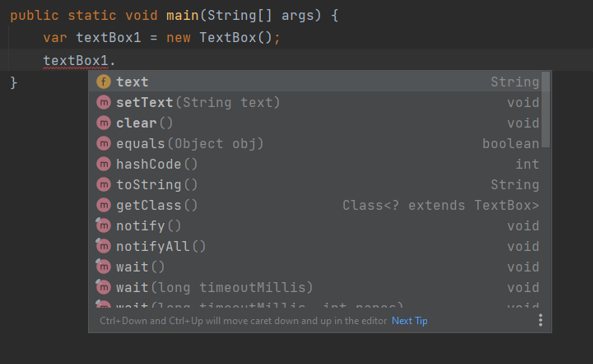 public static void main(String[] args) {
var textBox1 = new TextBox();
textBox1.
}
f text String
m setText(String text) void
m clear() void
m equals(Object obj) boolean
m hashCode() int
m toString() String
m getClass() Class<? extends TextBox>
m notify() void
m notifyAll() void
m wait() void
m wait(long timeoutMillis) void
m wait(long timeoutMillis, int nanos) void
Ctrl+Down and Ctrl+Up will move caret down and up in the editor Next Tip